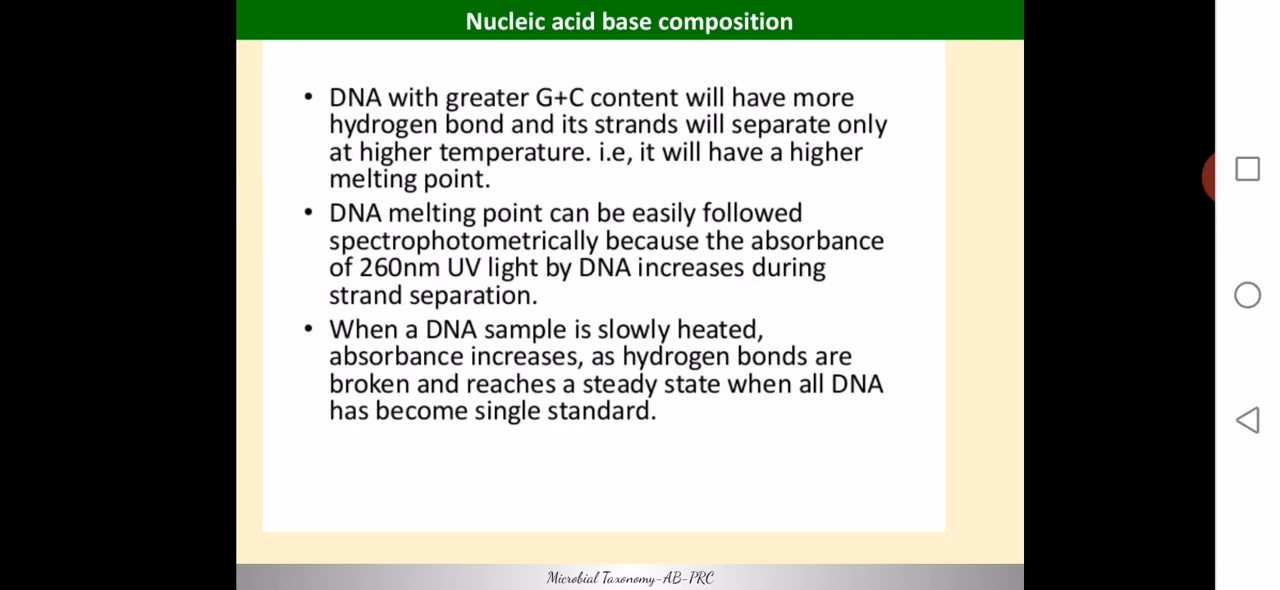 Nucleic acid base composition
• DNA with greater G+C content will have more
hydrogen bond and its strands will separate only
at higher temperature. i.e, it will have a higher
melting point.
• DNA melting point can be easily followed
spectrophotometrically because the absorbance
of 260nm UV light by DNA increases during
strand separation.
• When a DNA sample is slowly heated,
absorbance increases, as hydrogen bonds are
broken and reaches a steady state when all DNA
has become single standard.
Microbial Taxonomy-AB-PRC